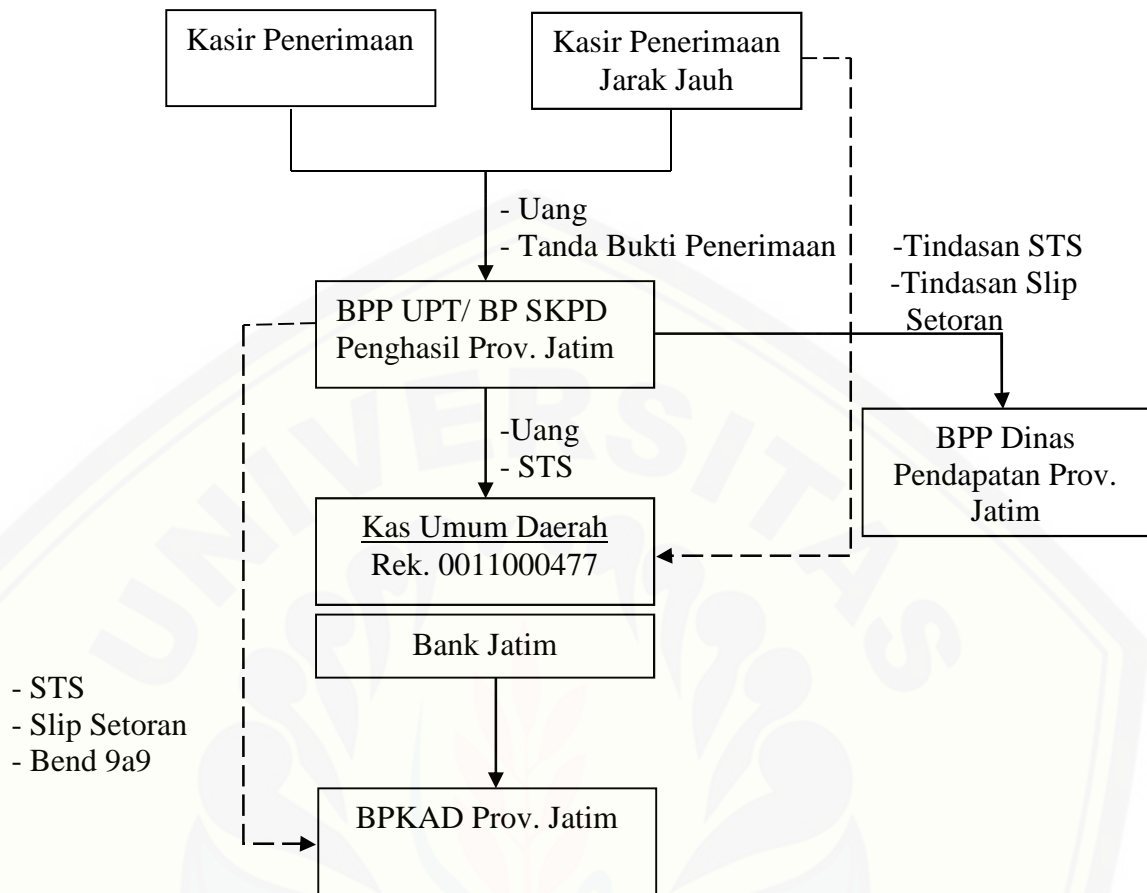 Kasir Penerimaan
Kasir Penerimaan
Jarak Jauh
- Uang
- Tanda Bukti Penerimaan
-Tindasan STS
-Tindasan Slip
Setoran
BPP UPT/ BP SKPD
Penghasil Prov. Jatim
-Uang
- STS
BPP Dinas
Pendapatan Prov.
Jatim
Kas Umum Daerah
Rek. 0011000477
Bank Jatim
- STS
- Slip Setoran
- Bend 9a9
BPKAD Prov. Jatim
UNIVERSITAS